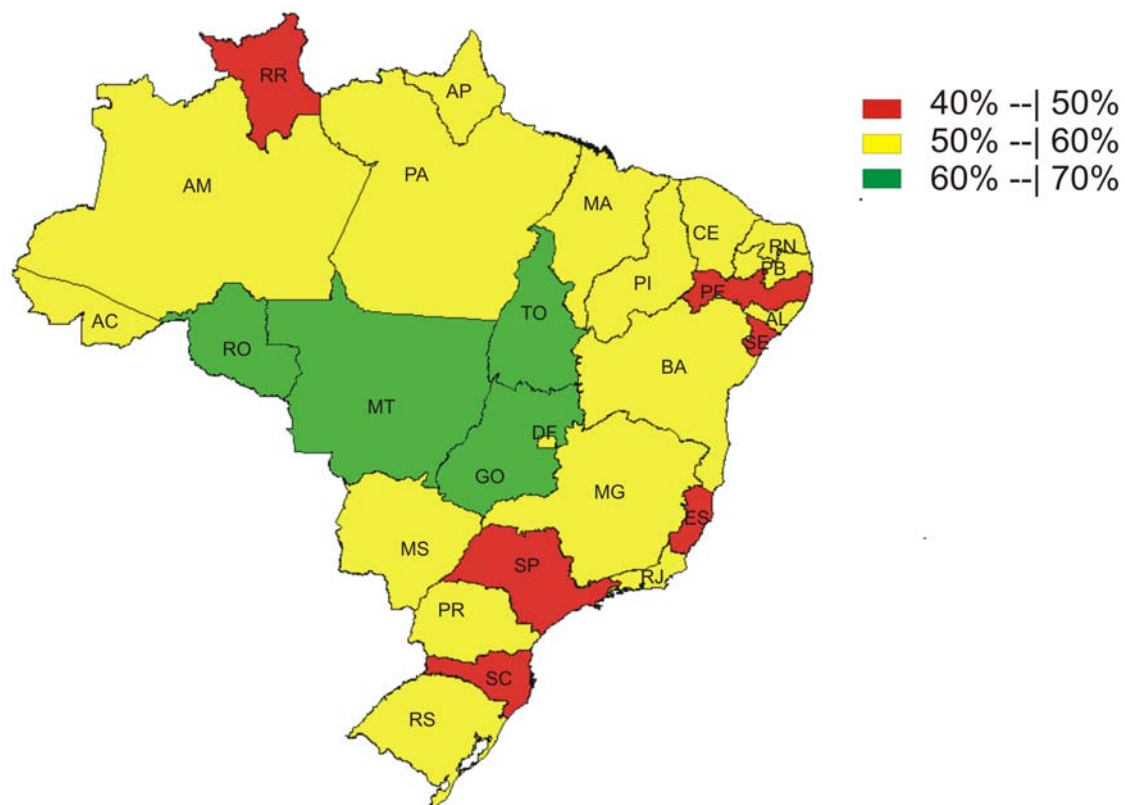 RR
AP
40% --| 50%
50% --| 60%
60% --| 70%
AM
PA
MA
CE
RN
PB
PI
PE
TO
AL
AC
RO
SE
BA
MT
DF
GO
MG
ES
MS
SP
RJ
PR
SC
RS